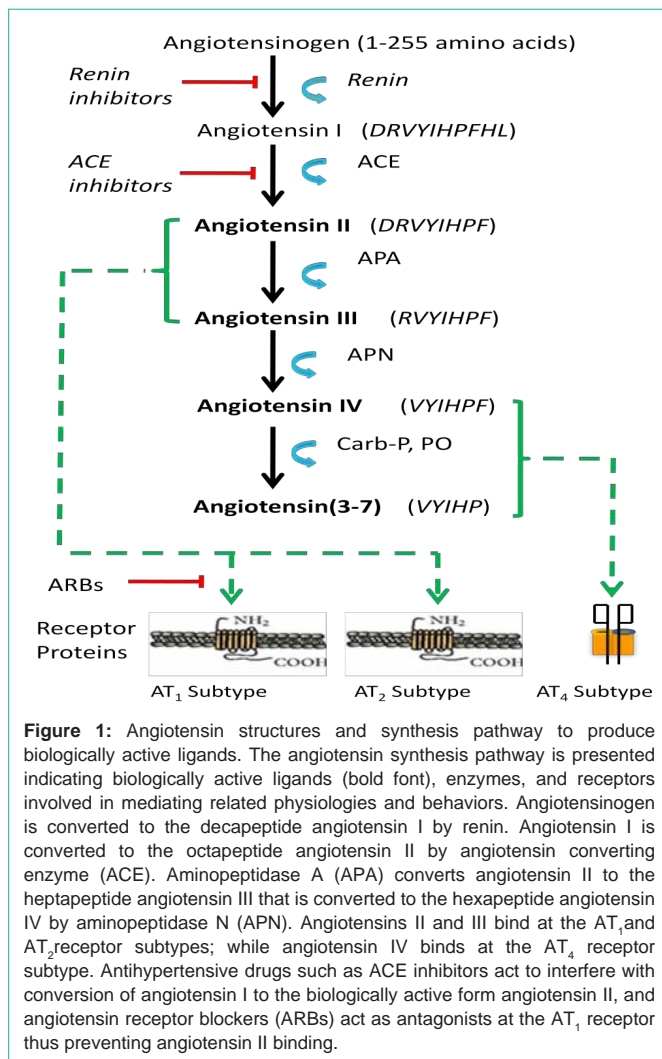 Angiotensinogen (1-255 amino acids)
Renin
inhibitors
Renin
Angiotensin I (DRVYIHPFHL)
ACE
inhibitors
ACE
Angiotensin II (DRVYIHPF)
APA
Angiotensin III (RVYIHPF)
APN
Angiotensin IV (VYIHPF)
Carb-P, PO
Angiotensin(3-7) (VYIHP)
ARBs
Receptor
Proteins
NH₂
COOH
NH₂
COOH
AT₁ Subtype
AT₂ Subtype
AT₄ Subtype
Figure 1: Angiotensin structures and synthesis pathway to produce
biologically active ligands. The angiotensin synthesis pathway is presented
indicating biologically active ligands (bold font), enzymes, and receptors
involved in mediating related physiologies and behaviors. Angiotensinogen
is converted to the decapeptide angiotensin I by renin. Angiotensin I is
converted to the octapeptide angiotensin II by angiotensin converting
enzyme (ACE). Aminopeptidase A (APA) converts angiotensin II to the
heptapeptide angiotensin III that is converted to the hexapeptide angiotensin
IV by aminopeptidase N (APN). Angiotensins II and III bind at the AT₁and
AT₂receptor subtypes; while angiotensin IV binds at the AT₄ receptor
subtype. Antihypertensive drugs such as ACE inhibitors act to interfere with
conversion of angiotensin I to the biologically active form angiotensin II, and
angiotensin receptor blockers (ARBs) act as antagonists at the AT₁ receptor
thus preventing angiotensin II binding.